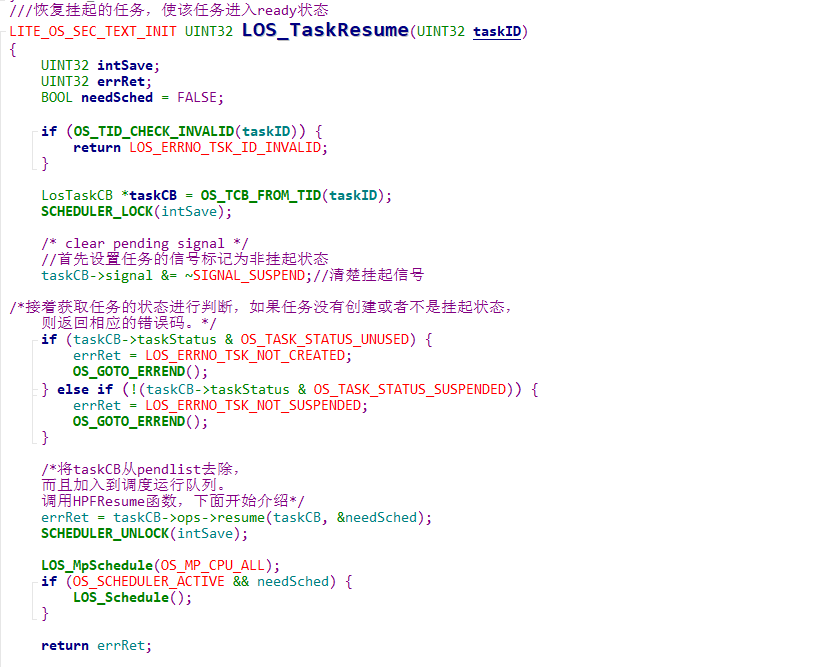 ///恢复挂起的任务，使该任务进入ready状态
LITE_OS_SEC_TEXT_INIT UINT32 LOS_TaskResume(UINT32 taskID)
{
    UINT32 intSave;
    UINT32 errRet;
    BOOL needSched = FALSE;

    if (OS_TID_CHECK_INVALID(taskID)) {
        return LOS_ERRNO_TSK_ID_INVALID;
    }

    LosTaskCB *taskCB = OS_TCB_FROM_TID(taskID);
    SCHEDULER_LOCK(intSave);

    /* clear pending signal */
    //首先设置任务的信号标记为非挂起状态
    taskCB->signal &= ~SIGNAL_SUSPEND;//清楚挂起信号

/*接着获取任务的状态进行判断，如果任务没有创建或者不是挂起状态，
    则返回相应的错误码。*/
    if (taskCB->taskStatus & OS_TASK_STATUS_UNUSED) {
        errRet = LOS_ERRNO_TSK_NOT_CREATED;
        OS_GOTO_ERREND();
    } else if (!(taskCB->taskStatus & OS_TASK_STATUS_SUSPENDED)) {
        errRet = LOS_ERRNO_TSK_NOT_SUSPENDED;
        OS_GOTO_ERREND();
    }

    /*将taskCB从pendlist去除，
    而且加入到调度运行队列。
    调用HPFResume函数，下面开始介绍*/
    errRet = taskCB->ops->resume(taskCB, &needSched);
    SCHEDULER_UNLOCK(intSave);

    LOS_MpSchedule(OS_MP_CPU_ALL);
    if (OS_SCHEDULER_ACTIVE && needSched) {
        LOS_Schedule();
    }

    return errRet;